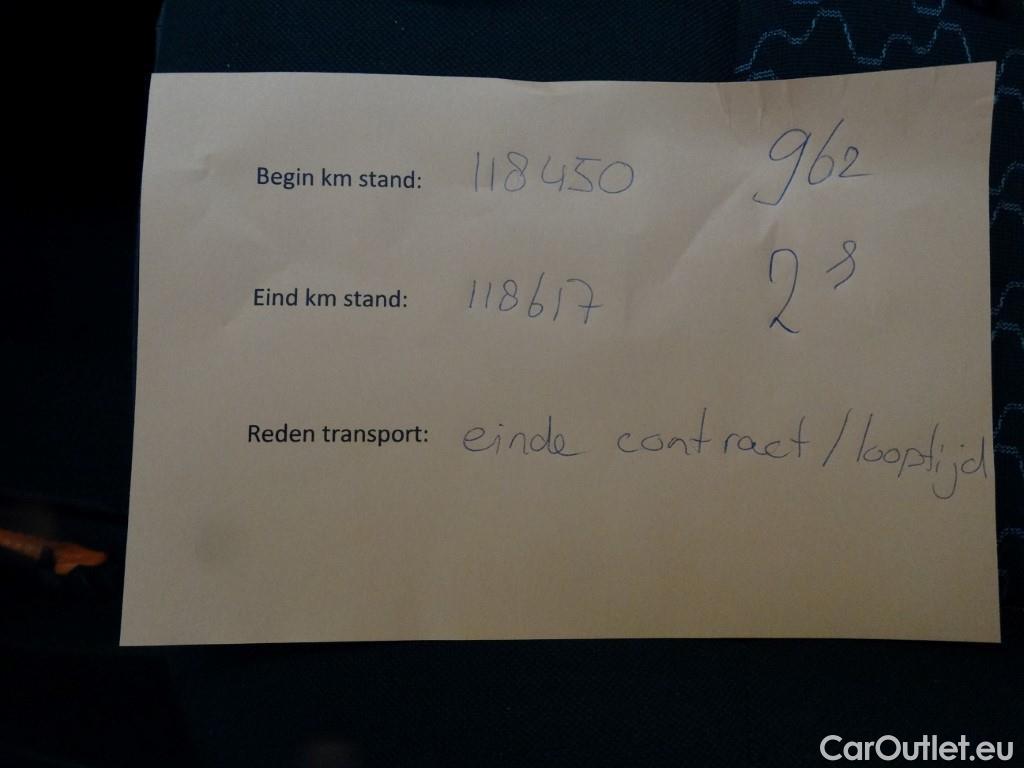 Begin km stand: 118450 962
Eind km stand: 118617 2 s
Reden transport: einde contract / looptijd
CarOutlet.eu